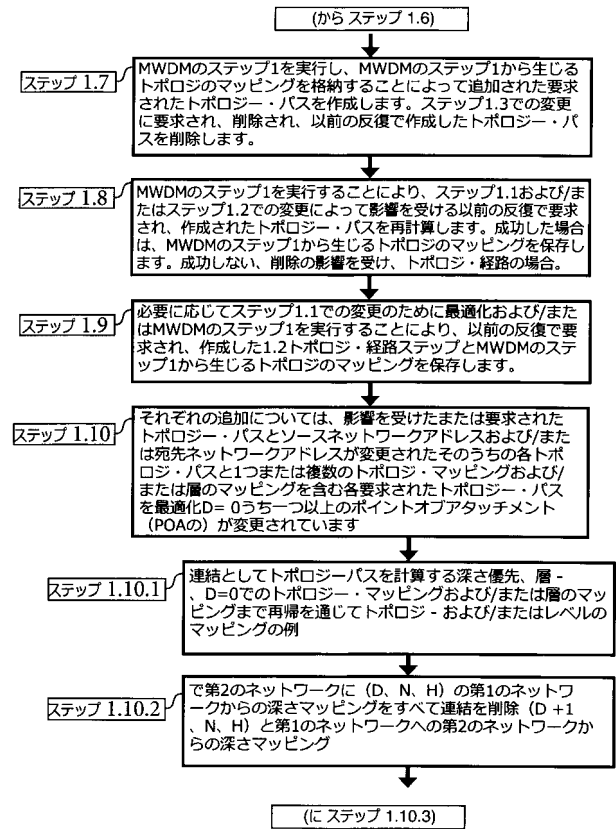 (から ステップ 1.6)
ステップ 1.7
MWDMのステップ1を実行し、MWDMのステップ1から生じる
トポロジのマッピングを格納することによって追加された要求
されたトポロジー・パスを作成します。ステップ1.3での変更
に要求され、削除され、以前の反復で作成したトポロジー・パ
スを削除します。
ステップ 1.8
MWDMのステップ1を実行することにより、ステップ1.1および/ま
たはステップ1.2での変更によって影響を受ける以前の反復で要求
され、作成されたトポロジー・パスを再計算します。成功した場合
は、MWDMのステップ1から生じるトポロジのマッピングを保存し
ます。成功しない、削除の影響を受け、トポロジ・経路の場合。
ステップ 1.9
必要に応じてステップ1.1での変更のために最適化および/また
はMWDMのステップ1を実行することにより、以前の反復で要
求され、作成した1.2トポロジ・経路ステップとMWDMのステ
ップ1から生じるトポロジのマッピングを保存します。
ステップ 1.10
それぞれの追加については、影響を受けたまたは要求された
トポロジー・パスとソースネットワークアドレスおよび/また
は宛先ネットワークアドレスが変更されたそのうちの各トポ
ロジ・パスと1つまたは複数のトポロジ・マッピングおよび/
または層のマッピングを含む各要求されたトポロジー・パス
を最適化D= 0うち一つ以上のポイントオブアタッチメント
（POAの）が変更されています
ステップ 1.10.1
連結としてトポロジーパスを計算する深さ優先、層 -
、D=0でのトポロジー・マッピングおよび/または層のマッ
ピングまで再帰を通じてトポロジ - および/またはレベルの
マッピングの例
ステップ 1.10.2
で第2のネットワークに（D、N、H）の第1のネットワ
ークからの深さマッピングをすべて連結を削除（D +1
、N、H）と第1のネットワークへの第2のネットワークか
らの深さマッピング
(に ステップ 1.10.3)